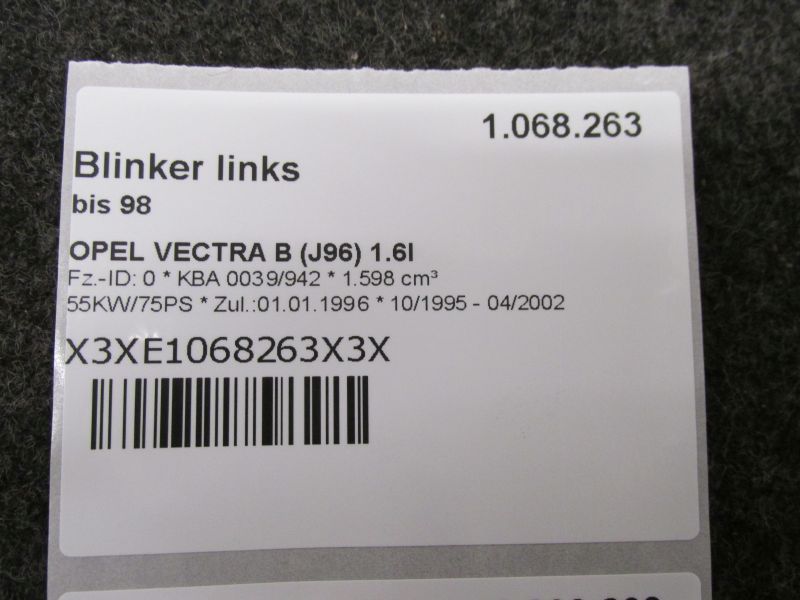 1.068.263
Blinker links
bis 98
OPEL VECTRA B (J96) 1.6I
Fz.-ID: 0 * KBA 0039/942 * 1.598 cm³
55KW/75PS * Zul.:01.01.1996 * 10/1995 - 04/2002
X3XE1068263X3X